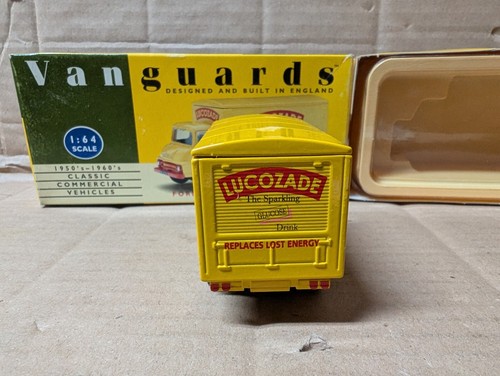 Vanguards
DESIGNED AND BUILT IN ENGLAND
1:64
SCALE
1950's-1960's
CLASSIC
COMMERCIAL
VEHICLES
FOR
LUCOZADE
The Sparkling
GLUCOSE
Drink
REPLACES LOST ENERGY